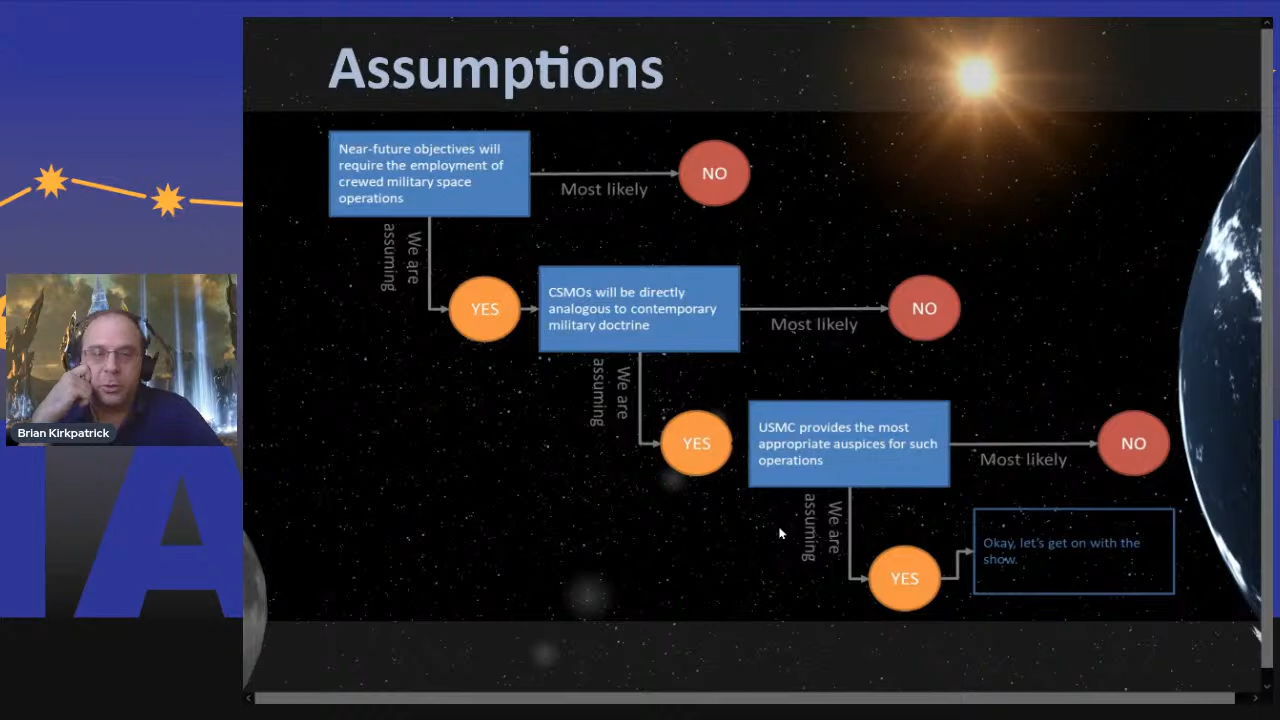 Assumptions
Near-future objectives will
require the employment of
crewed military space
operations
Most likely
NO
We are
assuming
YES
CSMOs will be directly
analogous to contemporary
military doctrine
Most likely
NO
We are
assuming
YES
USMC provides the most
appropriate auspices for such
operations
Most likely
NO
We are
assuming
YES
Okay, let's get on with the
show.
Brian Kirkpatrick
IA